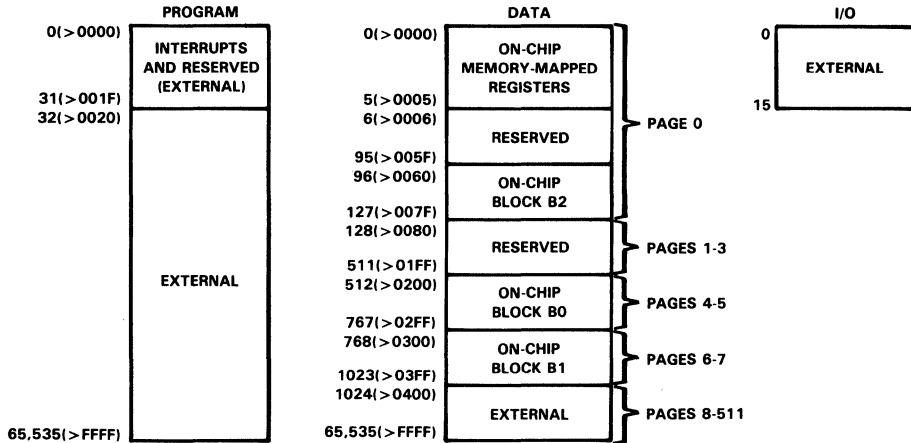 PROGRAM
0(>0000)
INTERRUPTS
AND RESERVED
(EXTERNAL)
31(>001F)
32(>0020)
EXTERNAL
65,535(>FFFF)
DATA
0(>0000)
ON-CHIP
MEMORY-MAPPED
REGISTERS
5(>0005)
6(>0006)
RESERVED
95(>005F)
96(>0060)
ON-CHIP
BLOCK B2
127(>007F)
PAGE 0
128(>0080)
RESERVED
511(>01FF)
PAGES 1-3
512(>0200)
ON-CHIP
BLOCK B0
767(>02FF)
PAGES 4-5
768(>0300)
ON-CHIP
BLOCK B1
1023(>03FF)
PAGES 6-7
1024(>0400)
EXTERNAL
65,535(>FFFF)
PAGES 8-511
I/O
0
EXTERNAL
15